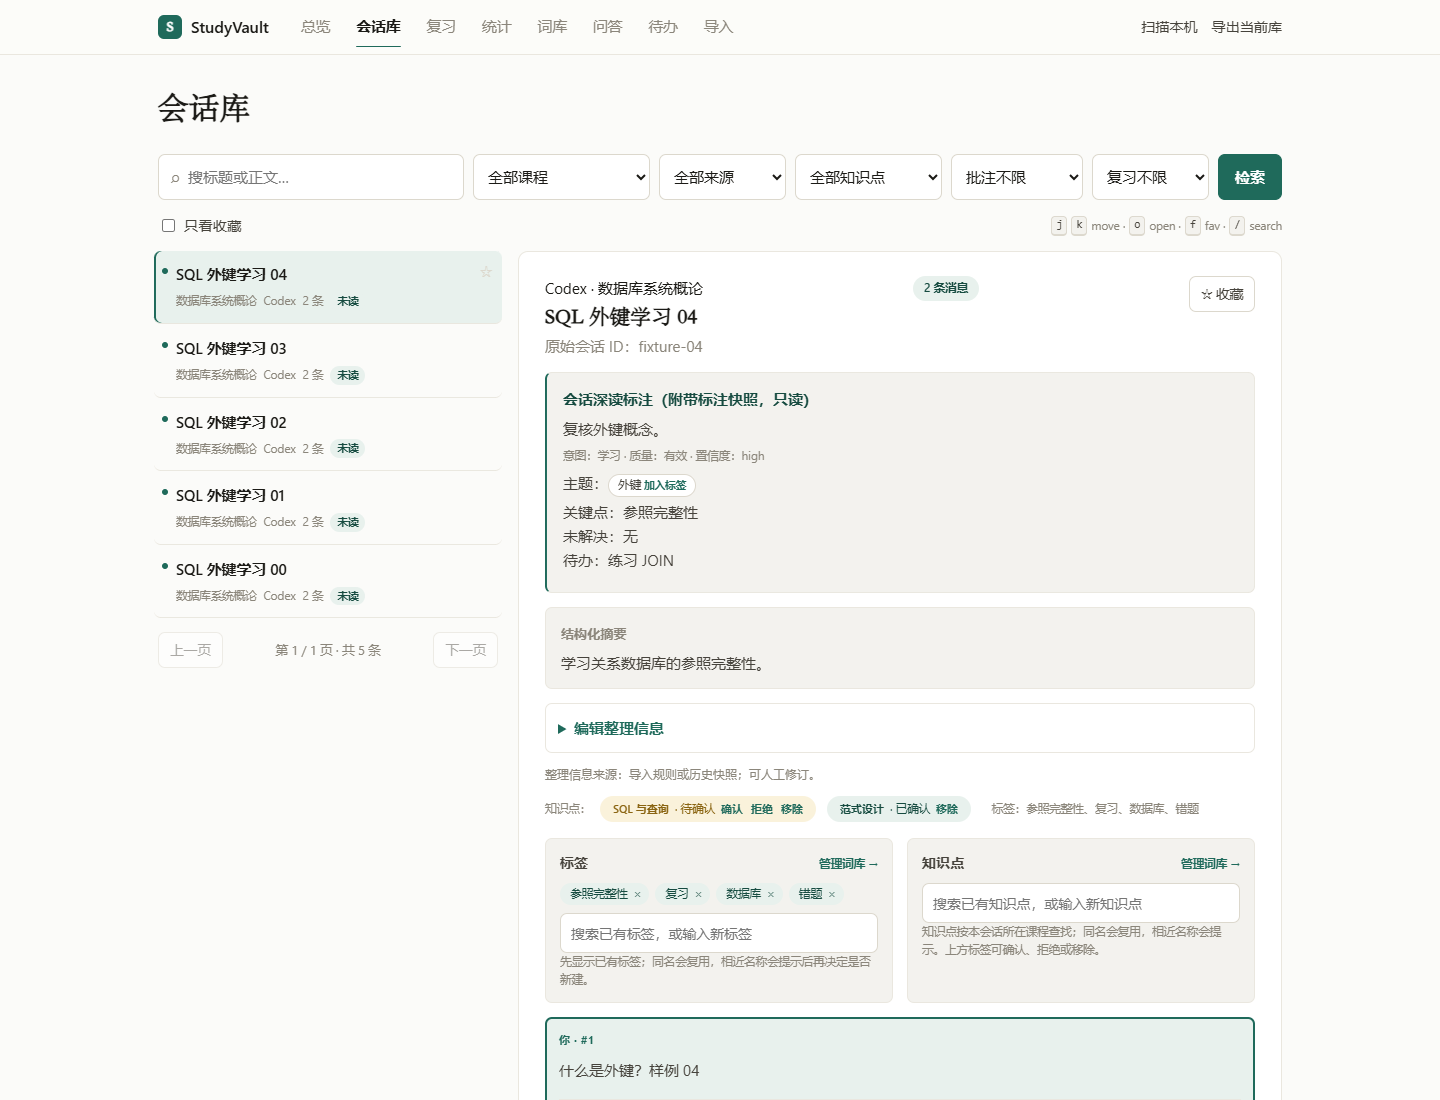 S StudyVault 总览 会话库 复习 统计 词库 问答 待办 导入 扫描本机 导出当前库
会话库
搜标题或正文... 全部课程 全部来源 全部知识点 批注不限 复习不限 检索
只看收藏 j k move · o open · f fav · / search
SQL 外键学习 04 ☆
数据库系统概论 Codex 2 条 未读
SQL 外键学习 03
数据库系统概论 Codex 2 条 未读
SQL 外键学习 02
数据库系统概论 Codex 2 条 未读
SQL 外键学习 01
数据库系统概论 Codex 2 条 未读
SQL 外键学习 00
数据库系统概论 Codex 2 条 未读
上一页 第 1 / 1 页 · 共 5 条 下一页
Codex · 数据库系统概论 2 条消息 ☆ 收藏
SQL 外键学习 04
原始会话 ID：fixture-04
会话深读标注（附带标注快照，只读）
复核外键概念。
意图：学习 · 质量：有效 · 置信度：high
主题： 外键 加入标签
关键点：参照完整性
未解决：无
待办：练习 JOIN
结构化摘要
学习关系数据库的参照完整性。
▶ 编辑整理信息
整理信息来源：导入规则或历史快照；可人工修订。
知识点： SQL 与查询 · 待确认 确认 拒绝 移除 范式设计 · 已确认 移除 标签：参照完整性、复习、数据库、错题
标签 管理词库 →
参照完整性 × 复习 × 数据库 × 错题 ×
搜索已有标签，或输入新标签
先显示已有标签；同名会复用，相近名称会提示后再决定是否
新建。
知识点 管理词库 →
搜索已有知识点，或输入新知识点
知识点按本会话所在课程查找；同名会复用，相近名称会提
示。上方标签可确认、拒绝或移除。
你 · #1
什么是外键？样例 04